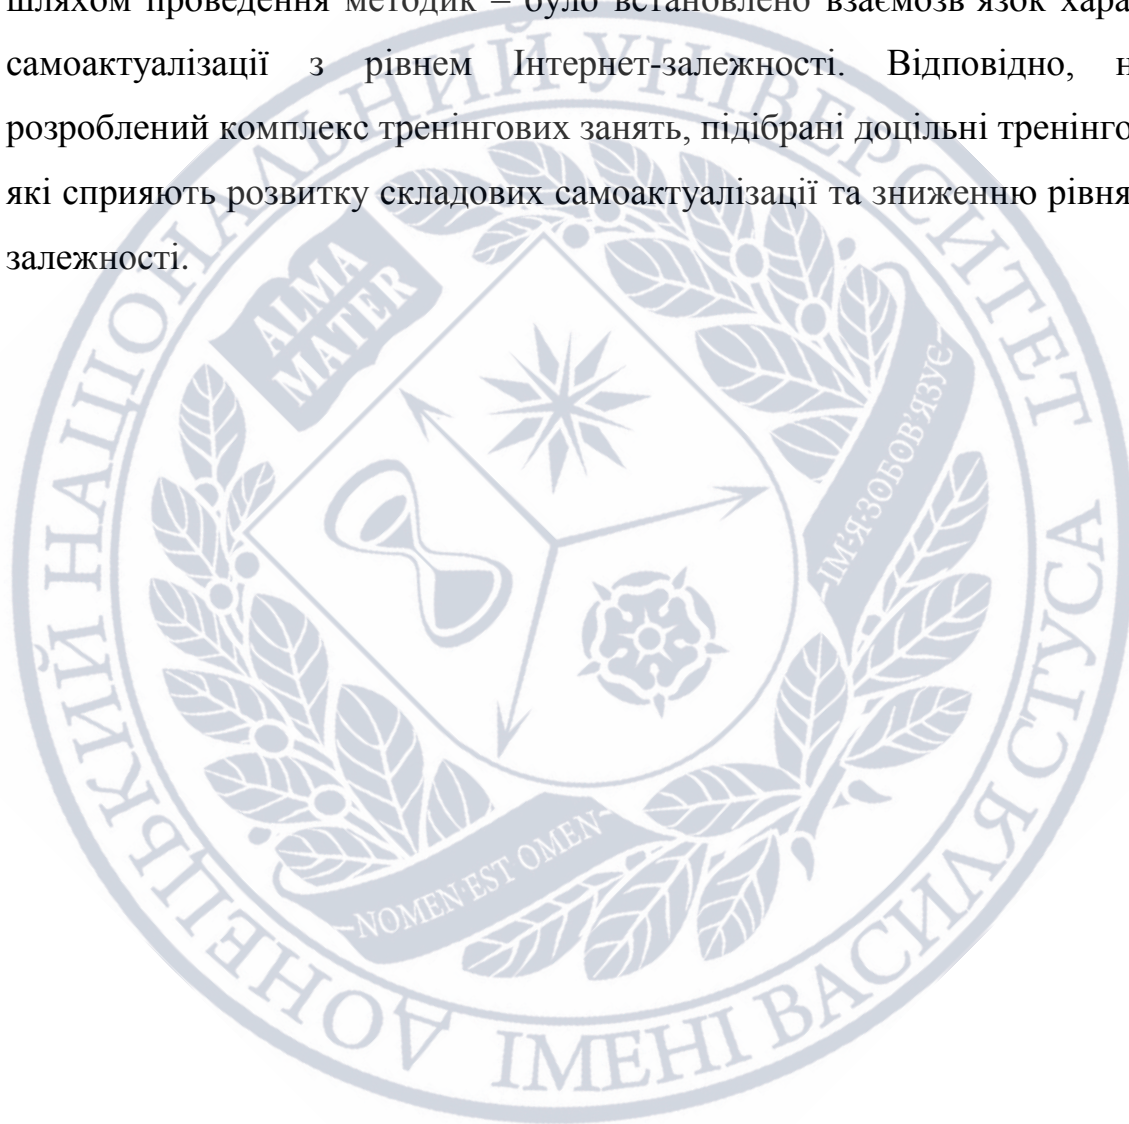 шляхом проведення методик – було встановлено взаємозв'язок хара
самоактуалізації з рівнем Інтернет-залежності. Відповідно, н
розроблений комплекс тренінгових занять, підібрані доцільні тренінго
які сприяють розвитку складових самоактуалізації та зниженню рівня
залежності.
ДОНЕЦЬКИЙ НАЦІОНАЛЬНИЙ УНІВЕРСИТЕТ ІМЕНІ ВАСИЛЯ СТУСА
ALMA
MATER
ІМ'Я·ЗОБОВ'ЯЗУЄ
NOMEN·EST OMEN